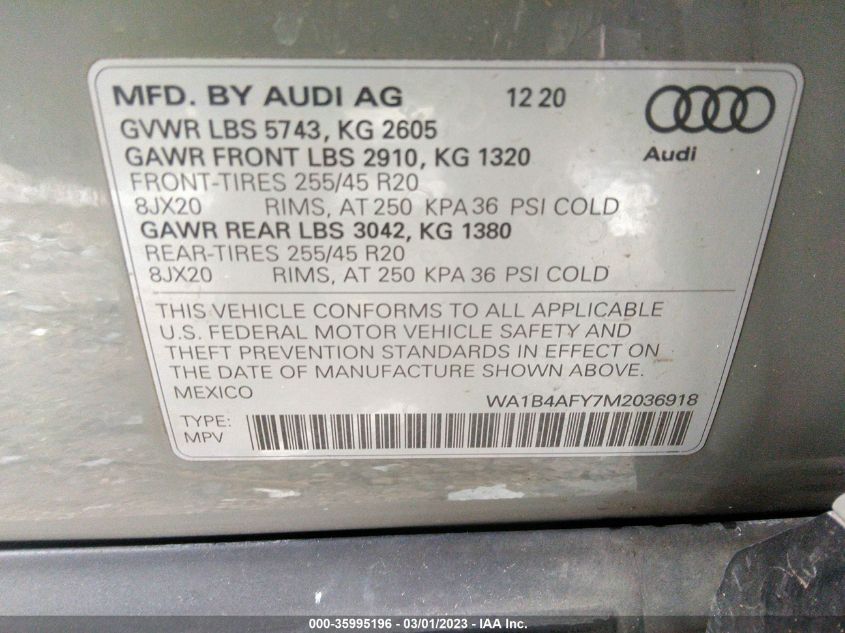 MFD. BY AUDI AG 12 20
GVWR LBS 5743, KG 2605
GAWR FRONT LBS 2910, KG 1320
Audi
FRONT-TIRES 255/45 R20
8JX20 RIMS, AT 250 KPA 36 PSI COLD
GAWR REAR LBS 3042, KG 1380
REAR-TIRES 255/45 R20
8JX20 RIMS, AT 250 KPA 36 PSI COLD
THIS VEHICLE CONFORMS TO ALL APPLICABLE
U.S. FEDERAL MOTOR VEHICLE SAFETY AND
THEFT PREVENTION STANDARDS IN EFFECT ON
THE DATE OF MANUFACTURE SHOWN ABOVE.
MEXICO
WA1B4AFY7M2036918
TYPE:
MPV
000-35995196 - 03/01/2023 - IAA Inc.